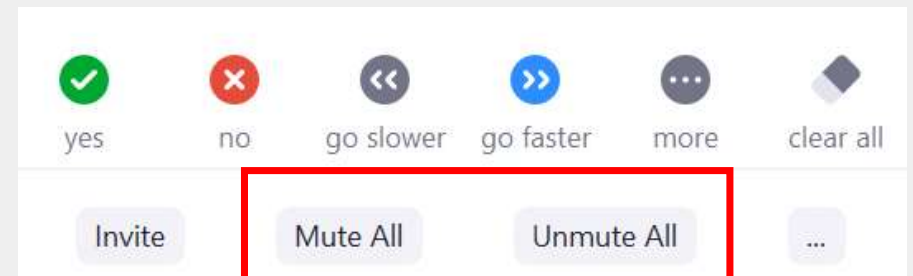 yes no go slower go faster more clear all
Invite Mute All Unmute All ...